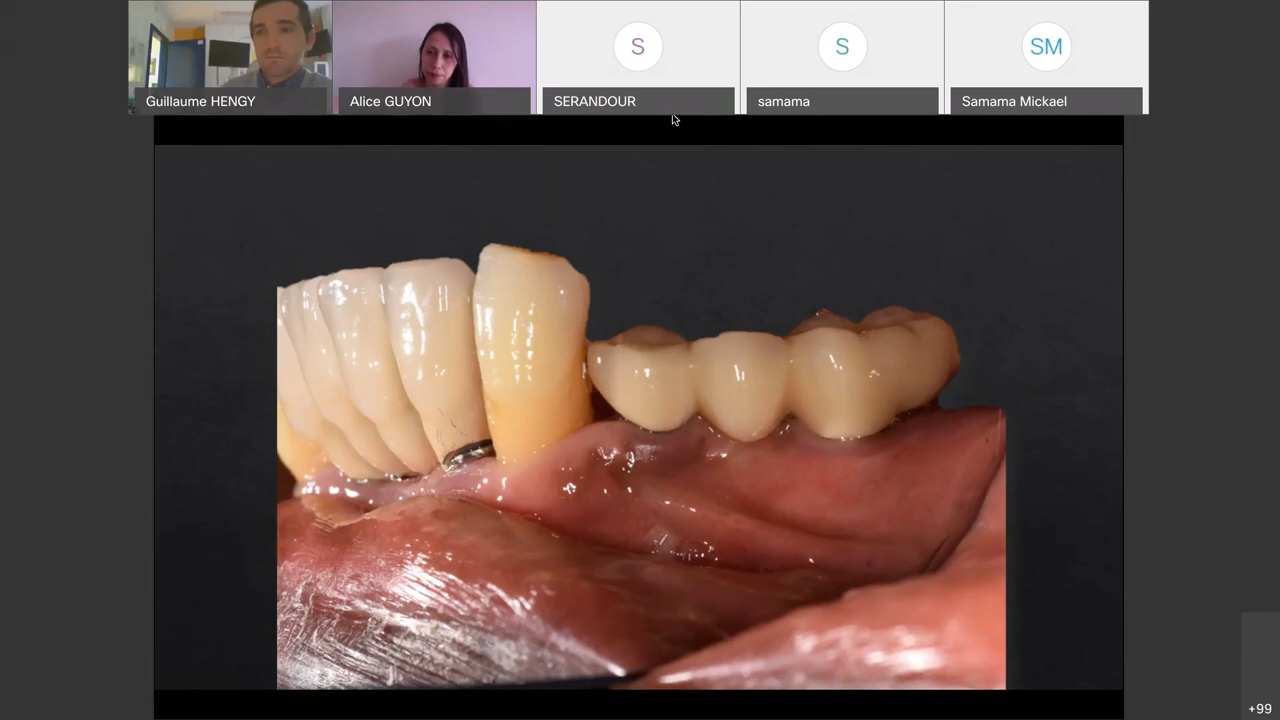 S
S
SM
Guillaume HENGY
Alice GUYON
SERANDOUR
samama
Samama Mickael
+99